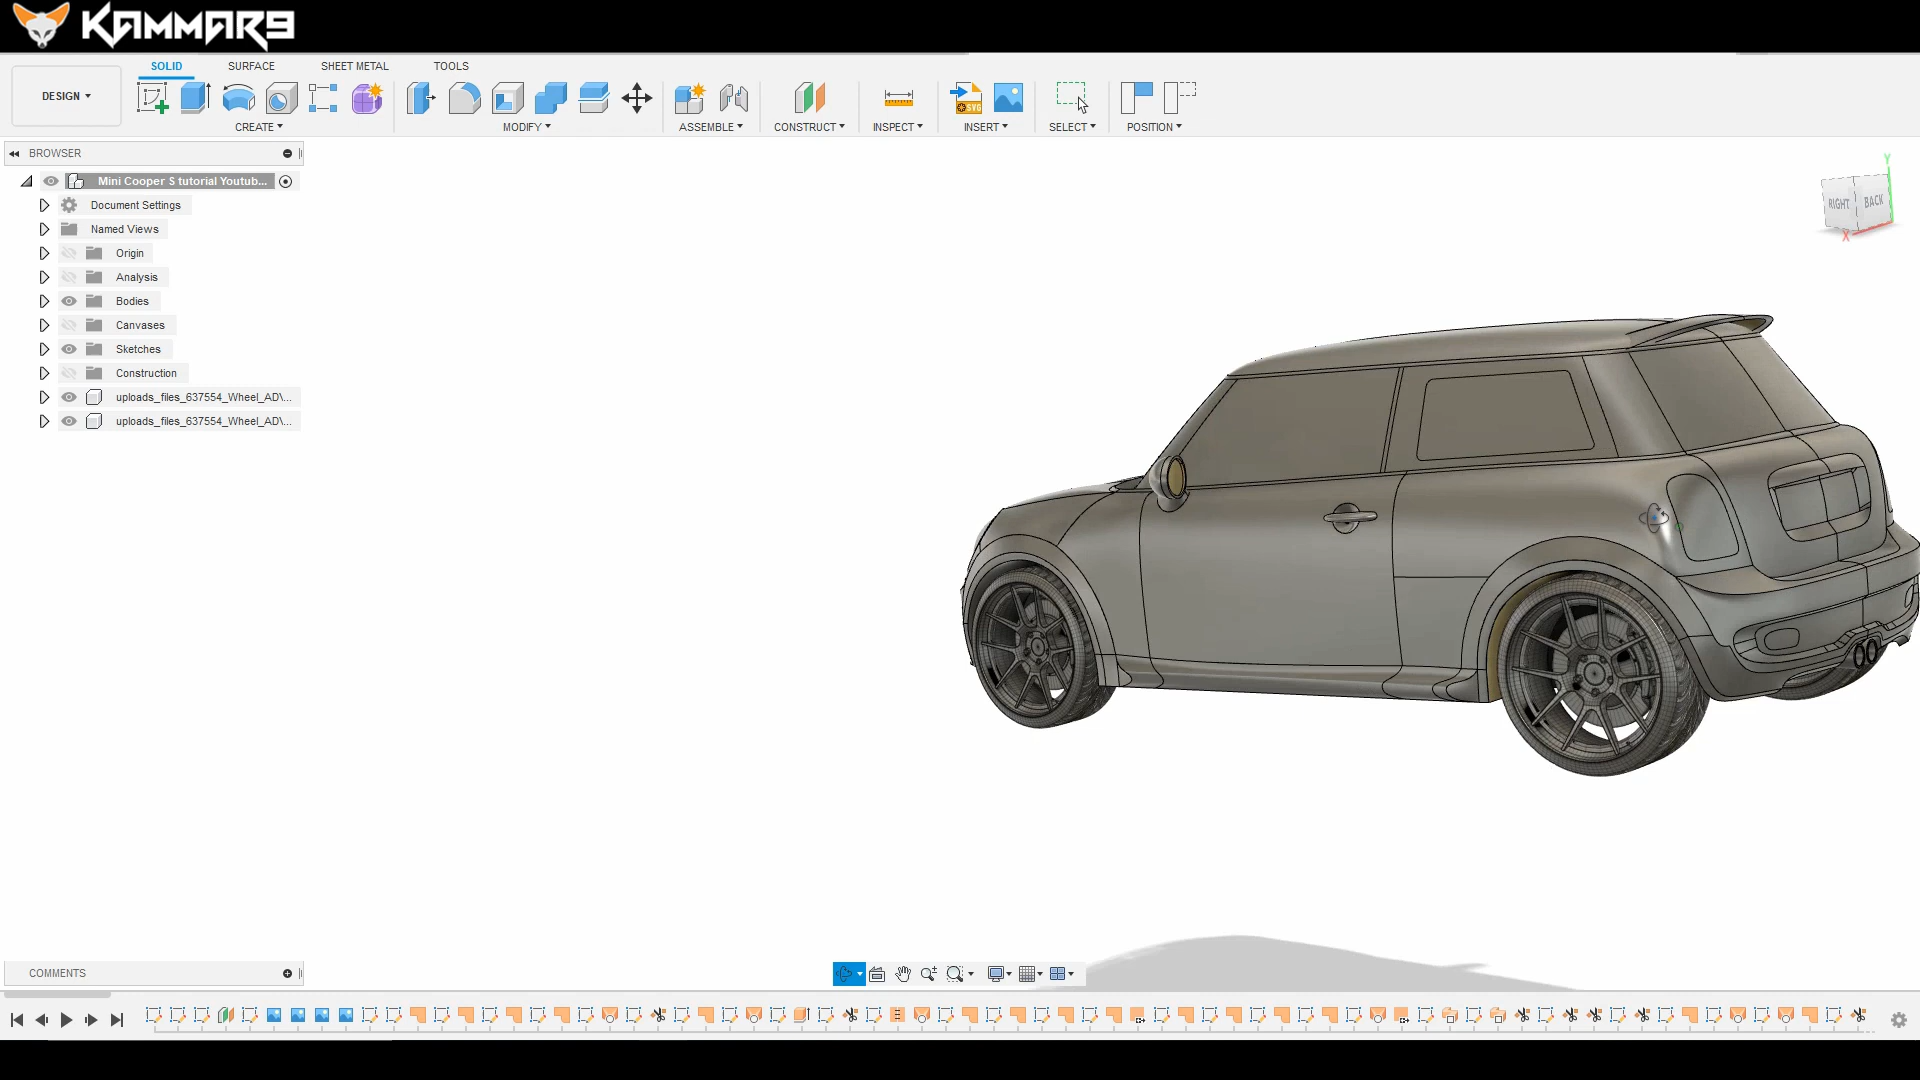 KAMMAR9
SOLID SURFACE SHEET METAL TOOLS
DESIGN
SVG
CREATE MODIFY ASSEMBLE CONSTRUCT INSPECT INSERT SELECT POSITION
BROWSER
Mini Cooper S tutorial Youtub...
Document Settings
Named Views
Origin
Analysis
Bodies
Canvases
Sketches
Construction
uploads_files_637554_Wheel_AD\...
uploads_files_637554_Wheel_AD\...
Y
RIGHT BACK
X
COMMENTS